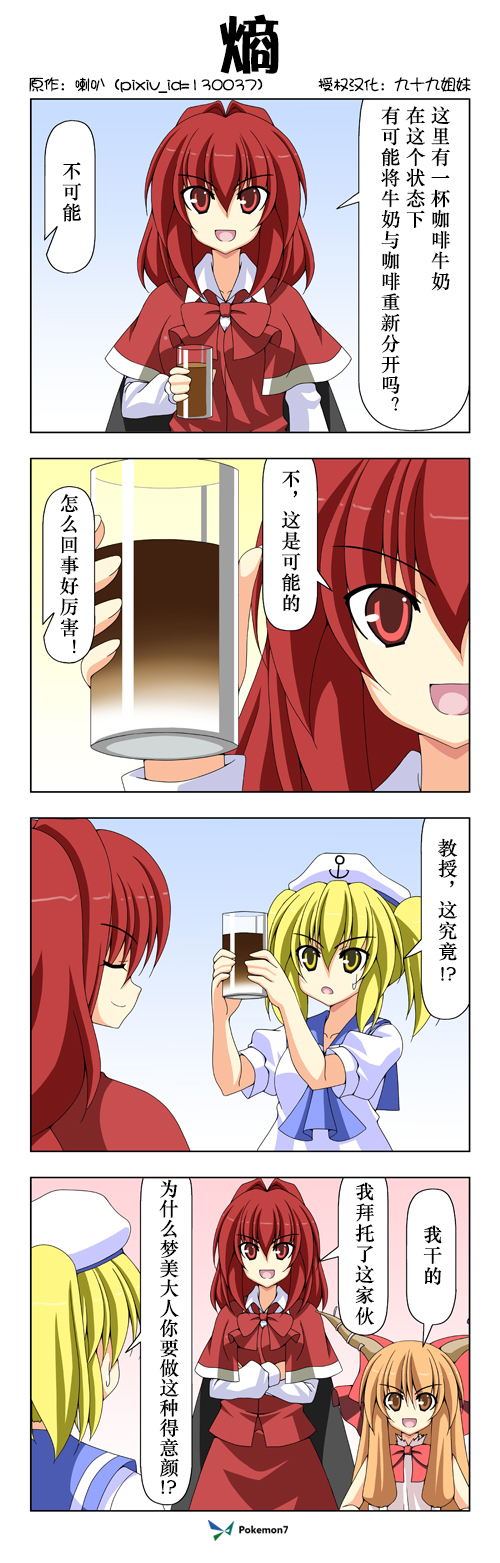 熵
原作：喇叭（pixiv_id=130037） 授权汉化：九十九姐妹
这里有一杯咖啡牛奶
在这个状态下
有可能将牛奶与咖啡重新分开吗？
不可能
不，这是可能的
怎么回事好厉害！
教授，这究竟!?
我干的
我拜托了这家伙
为什么梦美大人你要做这种得意颜!?
Pokemon7